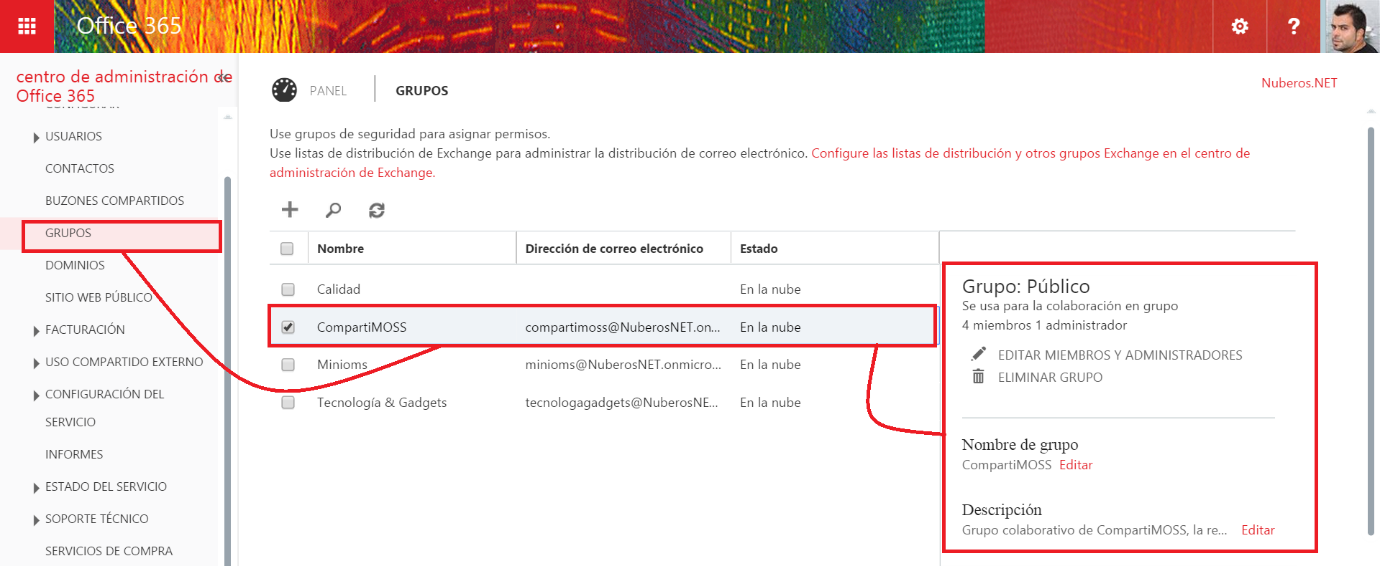 Office 365
?
centro de administración de
Office 365
CONFIGURAR
USUARIOS
CONTACTOS
BUZONES COMPARTIDOS
GRUPOS
DOMINIOS
SITIO WEB PÚBLICO
FACTURACIÓN
USO COMPARTIDO EXTERNO
CONFIGURACIÓN DEL
SERVICIO
INFORMES
ESTADO DEL SERVICIO
SOPORTE TÉCNICO
SERVICIOS DE COMPRA
PANEL GRUPOS
Nuberos.NET
Use grupos de seguridad para asignar permisos.
Use listas de distribución de Exchange para administrar la distribución de correo electrónico. Configure las listas de distribución y otros grupos Exchange en el centro de
administración de Exchange.
Nombre Dirección de correo electrónico Estado
Calidad En la nube
CompartiMOSS compartimoss@NuberosNET.on... En la nube
Minioms minioms@NuberosNET.onmicro... En la nube
Tecnología & Gadgets tecnologagadgets@NuberosNE... En la nube
Grupo: Público
Se usa para la colaboración en grupo
4 miembros 1 administrador
EDITAR MIEMBROS Y ADMINISTRADORES
ELIMINAR GRUPO
Nombre de grupo
CompartiMOSS Editar
Descripción
Grupo colaborativo de CompartiMOSS, la re... Editar